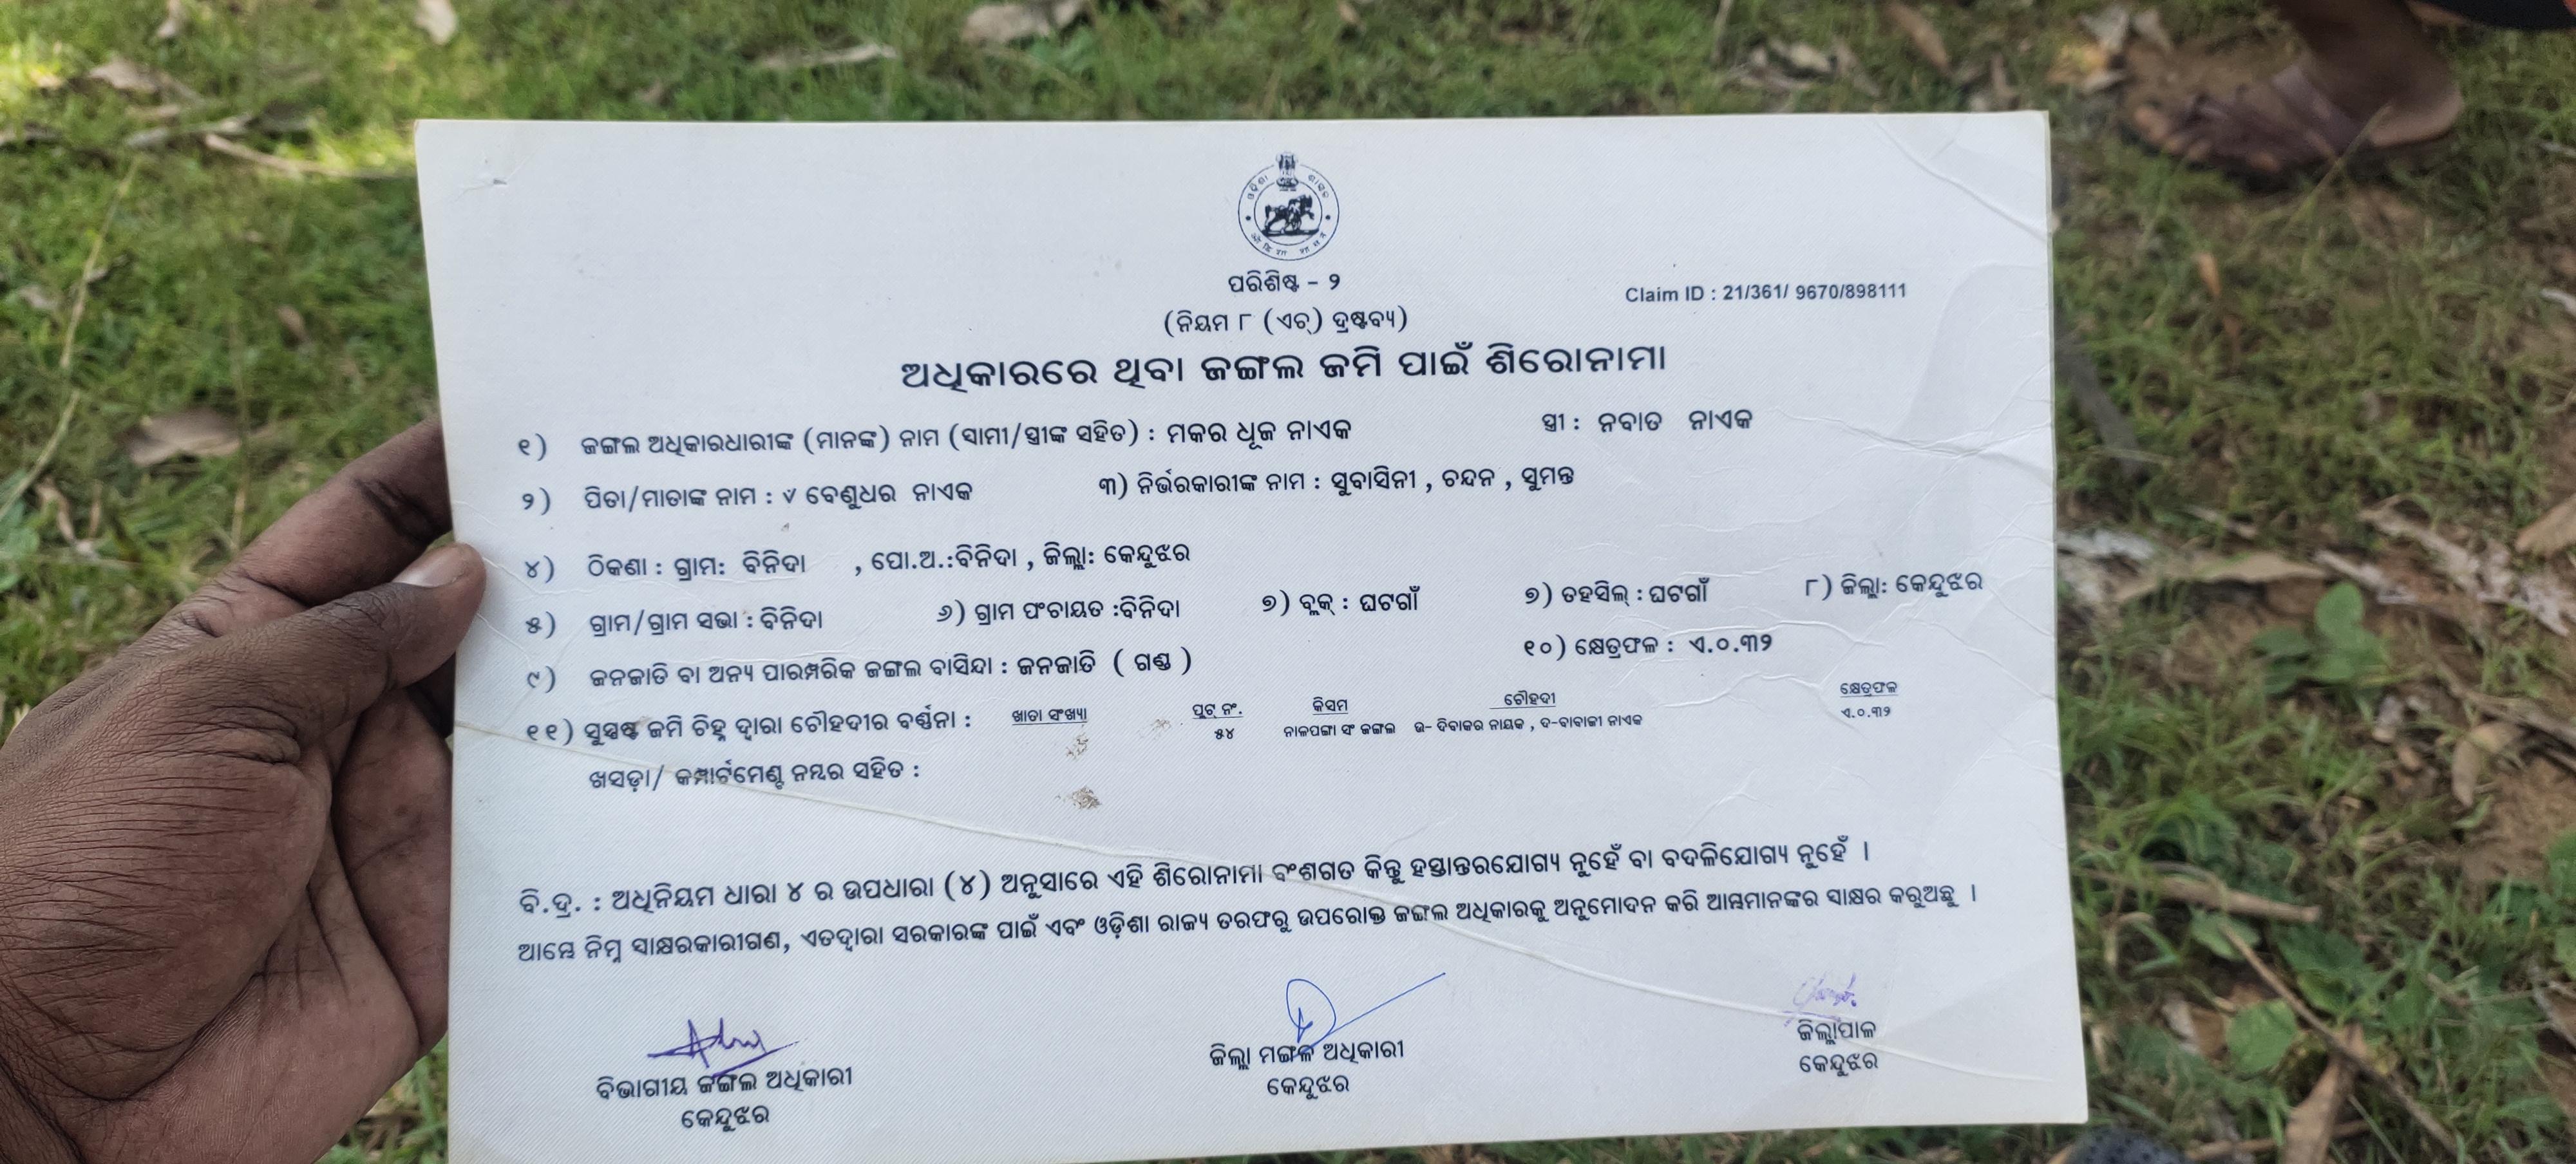 ଓଡ଼ିଶା ଶାସନ
ପରିଶିଷ୍ଟ - ୨
Claim ID : 21/361/ 9670/898111
(ନିୟମ ୮ (ଏଚ୍) ଦ୍ରଷ୍ଟବ୍ୟ)
ଅଧିକାରରେ ଥିବା ଜଙ୍ଗଲ ଜମି ପାଇଁ ଶିରୋନାମା
୧) ଜଙ୍ଗଲ ଅଧିକାରଧାରୀଙ୍କ (ମାନଙ୍କ) ନାମ (ସ୍ୱାମୀ/ସ୍ତ୍ରୀଙ୍କ ସହିତ) : ମକର ଧ୍ୱଜ ନାଏକ ସ୍ତ୍ରୀ : ନବୀତ ନାଏକ
୨) ପିତା/ମାତାଙ୍କ ନାମ : ବେଣୁଧର ନାଏକ ୩) ନିର୍ଭରକାରୀଙ୍କ ନାମ : ସୁବାସିନୀ , ଚନ୍ଦନ , ସୁମନ୍ତ
୪) ଠିକଣା : ଗ୍ରାମ: ବିନିଦା , ପୋ.ଅ.:ବିନିଦା , ଜିଲ୍ଲା: କେନ୍ଦୁଝର
୫) ଗ୍ରାମ/ଗ୍ରାମ ସଭା : ବିନିଦା ୬) ଗ୍ରାମ ପଂଚାୟତ :ବିନିଦା ୭) ବ୍ଲକ୍ : ଘଟଗାଁ ୭) ତହସିଲ୍ : ଘଟଗାଁ ୮) ଜିଲ୍ଲା: କେନ୍ଦୁଝର
୯) ଜନଜାତି ବା ଅନ୍ୟ ପାରମ୍ପରିକ ଜଙ୍ଗଲ ବାସିନ୍ଦା : ଜନଜାତି ( ଗଣ୍ଡ ) ୧୦) କ୍ଷେତ୍ରଫଳ : ଏ.୦.୩୨
୧୧) ସୁସ୍ପଷ୍ଟ ଜମି ଚିହ୍ନ ଦ୍ୱାରା ଚୌହଦୀର ବର୍ଣ୍ଣନା : ଖାତା ସଂଖ୍ୟା ପ୍ଲଟ୍ ନଂ. କିସମ ଚୌହଦୀ କ୍ଷେତ୍ରଫଳ
୫୪ ନାଳପଙ୍ଗା ସଂ ଜଙ୍ଗଲ ଉ- ଦିବାକର ନାୟକ , ଦ-ବାବାଜୀ ନାଏକ ଏ.୦.୩୨
ଖସଡ଼ା/ କମ୍ପାର୍ଟମେଣ୍ଟ ନମ୍ବର ସହିତ :
ବି.ଦ୍ର. : ଅଧିନିୟମ ଧାରା ୪ ର ଉପଧାରା (୪) ଅନୁସାରେ ଏହି ଶିରୋନାମା ବଂଶଗତ କିନ୍ତୁ ହସ୍ତାନ୍ତରଯୋଗ୍ୟ ନୁହେଁ ବା ବଦଳିଯୋଗ୍ୟ ନୁହେଁ ।
ଆମ୍ଭେ ନିମ୍ନ ସାକ୍ଷରକାରୀଗଣ, ଏତଦ୍ୱାରା ସରକାରଙ୍କ ପାଇଁ ଏବଂ ଓଡ଼ିଶା ରାଜ୍ୟ ତରଫରୁ ଉପରୋକ୍ତ ଜଙ୍ଗଲ ଅଧିକାରକୁ ଅନୁମୋଦନ କରି ଆମ୍ଭମାନଙ୍କର ସାକ୍ଷର କରୁଅଛୁ ।
ବିଭାଗୀୟ ଜଙ୍ଗଲ ଅଧିକାରୀ ଜିଲ୍ଲା ମଙ୍ଗଳ ଅଧିକାରୀ ଜିଲ୍ଲାପାଳ
କେନ୍ଦୁଝର କେନ୍ଦୁଝର କେନ୍ଦୁଝର